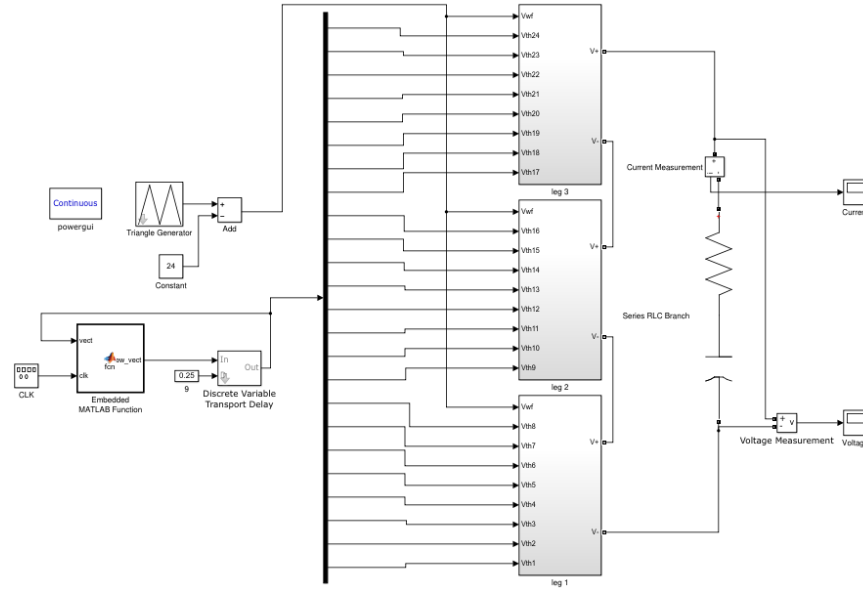 Continuous
powergui
Triangle Generator
+
−
Add
24
Constant
vect
clk
fcn
ow_vect
Embedded
MATLAB Function
CLK
0.25
9
In
Out
Discrete Variable
Transport Delay
Vwf
Vth24
Vth23
Vth22
Vth21
Vth20
Vth19
Vth18
Vth17
V+
V-
leg 3
Vwf
Vth16
Vth15
Vth14
Vth13
Vth12
Vth11
Vth10
Vth9
V+
V-
leg 2
Vwf
Vth8
Vth7
Vth6
Vth5
Vth4
Vth3
Vth2
Vth1
V+
V-
leg 1
Current Measurement
+
-
Series RLC Branch
+
-
v
Voltage Measurement
Current
Voltag